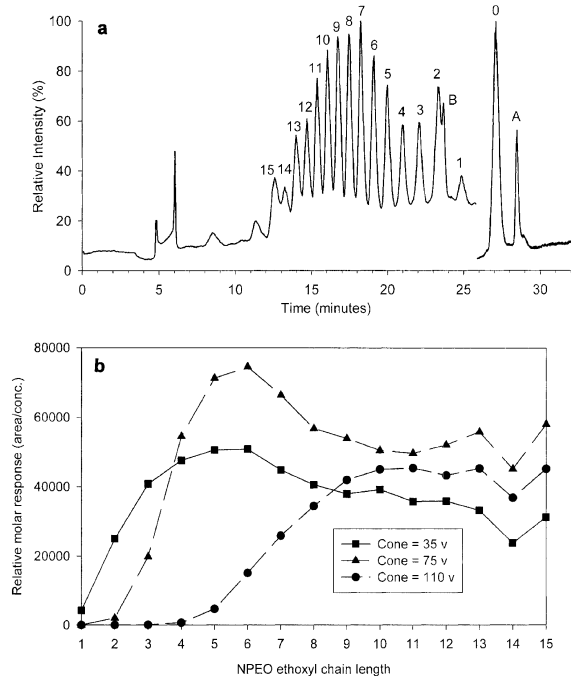 a
Relative Intensity (%)
100
80
60
40
20
0
15
14
13
12
11
10
9
8
7
6
5
4
3
2
B
1
0
A
0 5 10 15 20 25 30
Time (minutes)
b
Relative molar response (area/conc.)
80000
60000
40000
20000
0
Cone = 35 v
Cone = 75 v
Cone = 110 v
1 2 3 4 5 6 7 8 9 10 11 12 13 14 15
NPEO ethoxyl chain length